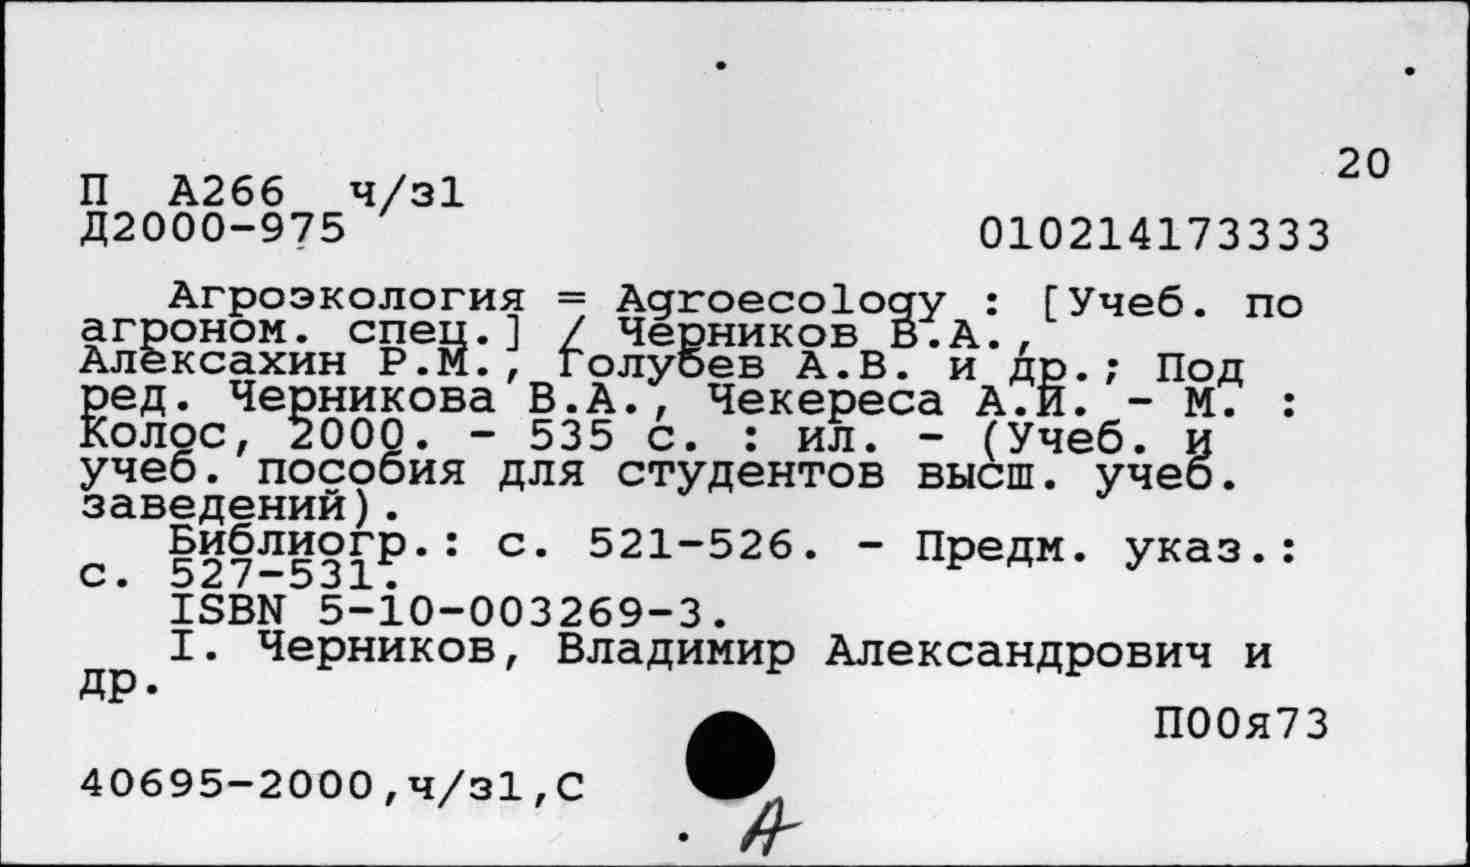 20
П А266 ч/з1
Д2000-975 010214173333
Агроэкология = Agroecology : [Учеб. по
агроном. спец.] / Черников В.А.,
Алексахин Р.М., Голубев А.В. и др.; Под
ред. Черникова В.А., Чекереса А.И. - М. :
Колос, 2000. - 535 с. : ил. - (Учеб. и
учеб. пособия для студентов высш. учеб.
заведений).
Библиогр.: с. 521-526. - Предм. указ.:
с. 527-531.
ISBN 5-10-003269-3.
I. Черников, Владимир Александрович и
др.
П00я73
40695-2000,ч/з1,С
А